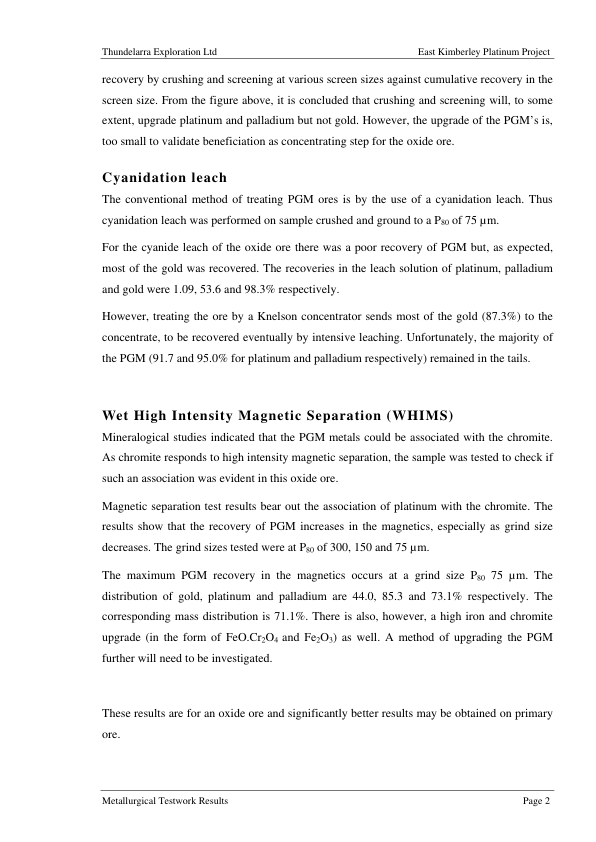 Thundelarra Exploration Ltd East Kimberley Platinum Project
recovery by crushing and screening at various screen sizes against cumulative recovery in the
screen size. From the figure above, it is concluded that crushing and screening will, to some
extent, upgrade platinum and palladium but not gold. However, the upgrade of the PGM's is,
too small to validate beneficiation as concentrating step for the oxide ore.
Cyanidation leach
The conventional method of treating PGM ores is by the use of a cyanidation leach. Thus
cyanidation leach was performed on sample crushed and ground to a P80 of 75 µm.
For the cyanide leach of the oxide ore there was a poor recovery of PGM but, as expected,
most of the gold was recovered. The recoveries in the leach solution of platinum, palladium
and gold were 1.09, 53.6 and 98.3% respectively.
However, treating the ore by a Knelson concentrator sends most of the gold (87.3%) to the
concentrate, to be recovered eventually by intensive leaching. Unfortunately, the majority of
the PGM (91.7 and 95.0% for platinum and palladium respectively) remained in the tails.
Wet High Intensity Magnetic Separation (WHIMS)
Mineralogical studies indicated that the PGM metals could be associated with the chromite.
As chromite responds to high intensity magnetic separation, the sample was tested to check if
such an association was evident in this oxide ore.
Magnetic separation test results bear out the association of platinum with the chromite. The
results show that the recovery of PGM increases in the magnetics, especially as grind size
decreases. The grind sizes tested were at P80 of 300, 150 and 75 µm.
The maximum PGM recovery in the magnetics occurs at a grind size P80 75 µm. The
distribution of gold, platinum and palladium are 44.0, 85.3 and 73.1% respectively. The
corresponding mass distribution is 71.1%. There is also, however, a high iron and chromite
upgrade (in the form of FeO.Cr2O4 and Fe2O3) as well. A method of upgrading the PGM
further will need to be investigated.
These results are for an oxide ore and significantly better results may be obtained on primary
ore.
Metallurgical Testwork Results Page 2